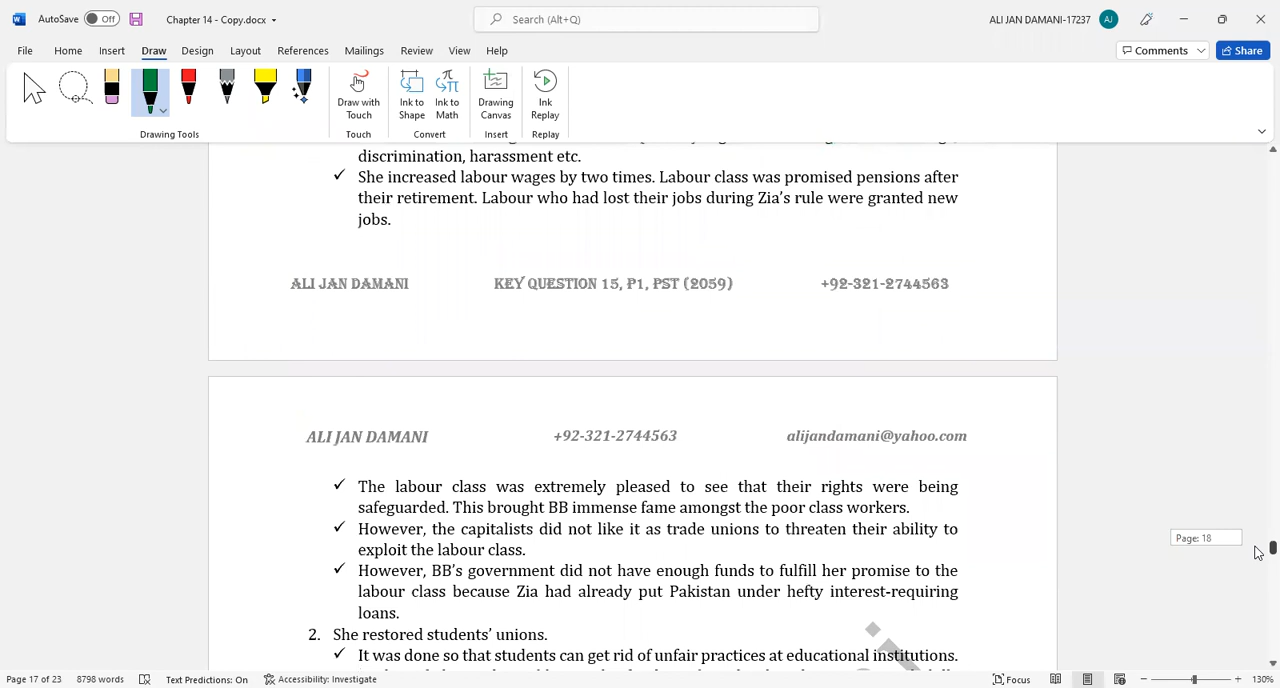 AutoSave Off Chapter 14 - Copy.docx Search (Alt+Q) ALI JAN DAMANI-17237 AJ
File Home Insert Draw Design Layout References Mailings Review View Help Comments Share
Draw with Touch
Ink to Shape
Ink to Math
Drawing Canvas
Ink Replay
Drawing Tools Touch Convert Insert Replay
discrimination, harassment etc.
✓ She increased labour wages by two times. Labour class was promised pensions after
their retirement. Labour who had lost their jobs during Zia's rule were granted new
jobs.
ALI JAN DAMANI KEY QUESTION 15, P1, PST (2059) +92-321-2744563
ALI JAN DAMANI +92-321-2744563 alijandamani@yahoo.com
✓ The labour class was extremely pleased to see that their rights were being
safeguarded. This brought BB immense fame amongst the poor class workers.
✓ However, the capitalists did not like it as trade unions to threaten their ability to
exploit the labour class.
Page: 18
✓ However, BB's government did not have enough funds to fulfill her promise to the
labour class because Zia had already put Pakistan under hefty interest-requiring
loans.
2. She restored students' unions.
✓ It was done so that students can get rid of unfair practices at educational institutions.
Page 17 of 23 8798 words Text Predictions: On Accessibility: Investigate Focus 130%